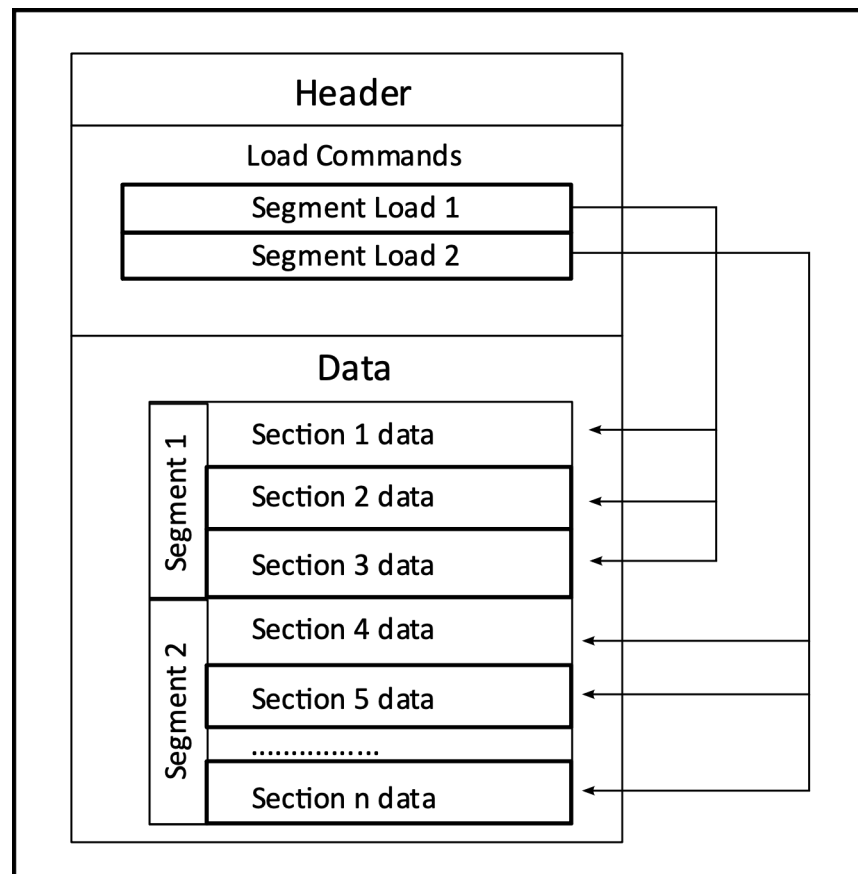 Header
Load Commands
Segment Load 1
Segment Load 2
Data
Segment 1
Section 1 data
Section 2 data
Section 3 data
Segment 2
Section 4 data
Section 5 data
................
Section n data